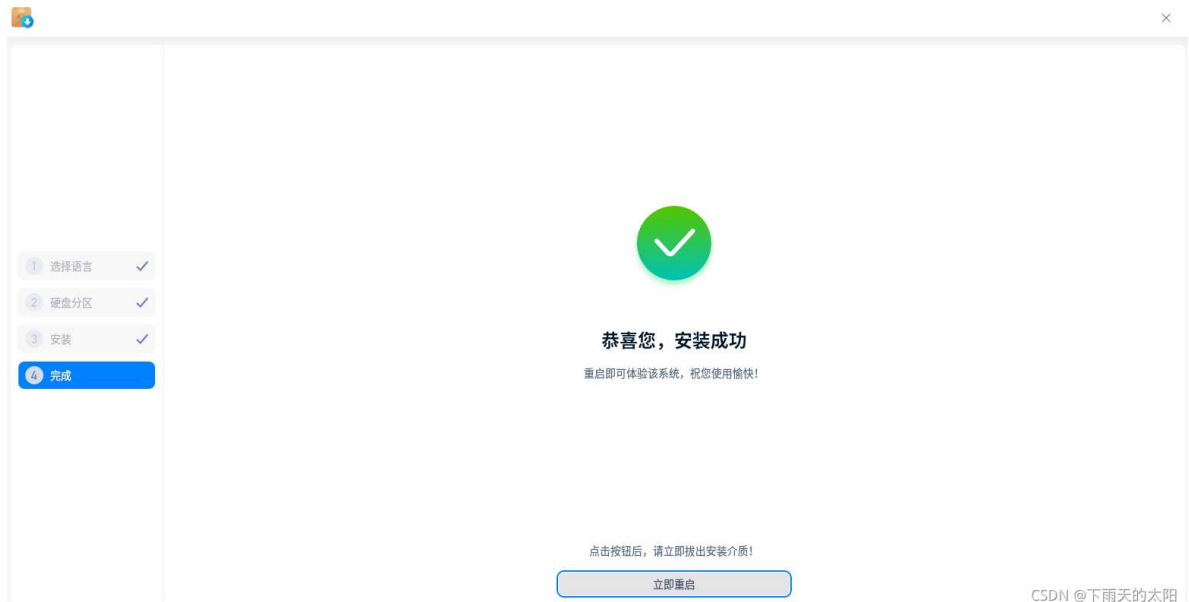 1 选择语言
2 硬盘分区
3 安装
4 完成
恭喜您，安装成功
重启即可体验该系统，祝您使用愉快！
点击按钮后，请立即拔出安装介质！
立即重启
CSDN @下雨天的太阳